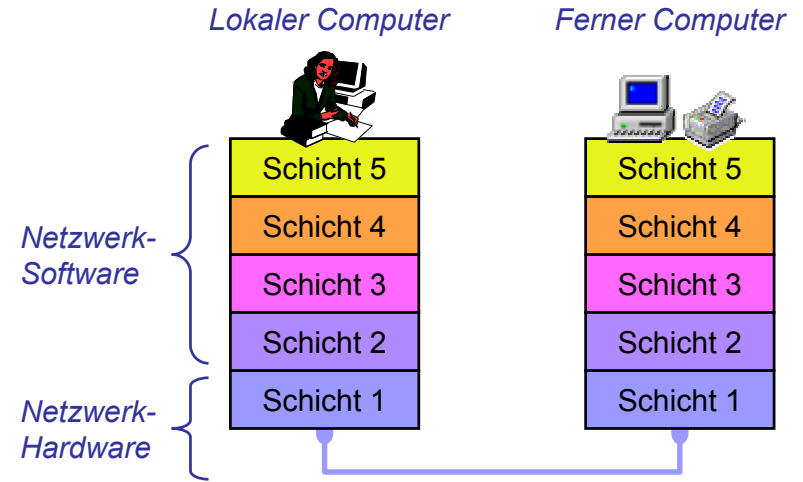 Lokaler Computer
Ferner Computer
Netzwerk-
Software
Netzwerk-
Hardware
Schicht 5
Schicht 4
Schicht 3
Schicht 2
Schicht 1
Schicht 5
Schicht 4
Schicht 3
Schicht 2
Schicht 1